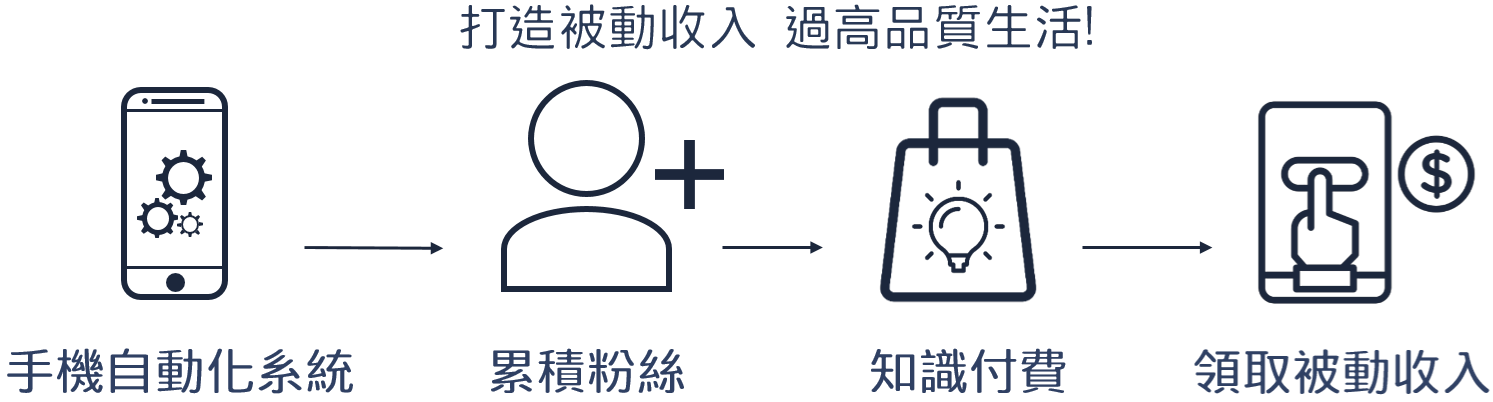 打造被動收入 過高品質生活!
手機自動化系統
累積粉絲
知識付費
領取被動收入
$